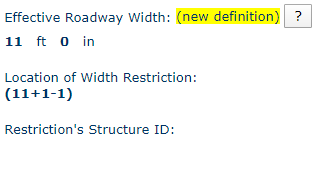 Effective Roadway Width: (new definition) ?
11 ft 0 in
Location of Width Restriction:
(11+1-1)
Restriction's Structure ID: